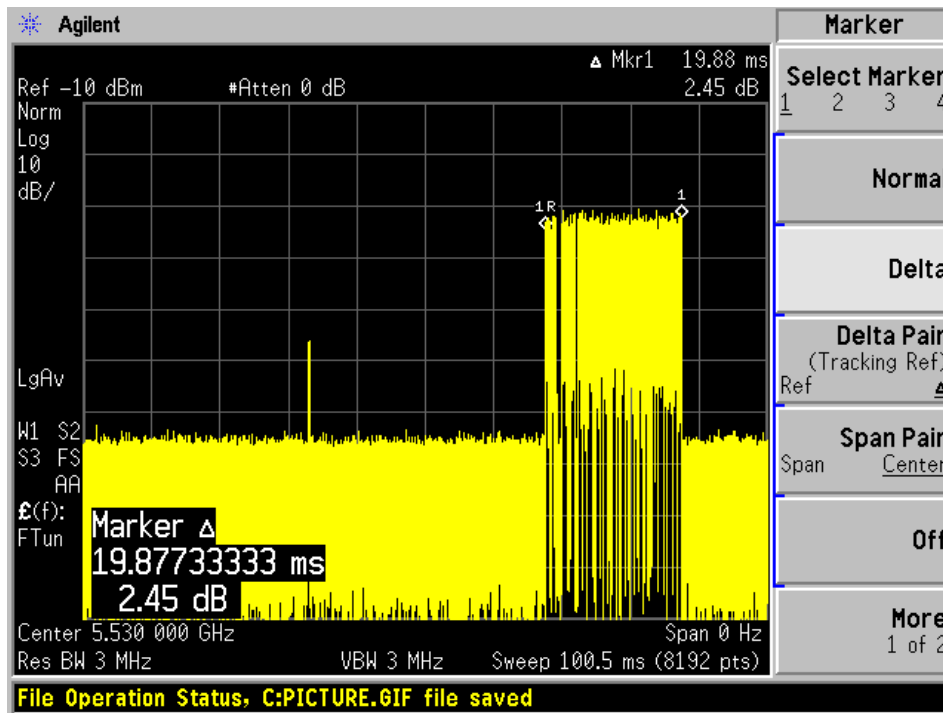 Agilent
Marker
Δ Mkr1 19.88 ms
Ref -10 dBm #Atten 0 dB 2.45 dB
Norm
Log
10
dB/
1R
1
LgAv
W1 S2
S3 FS
AA
£(f):
FTun
Marker Δ
19.87733333 ms
2.45 dB
Center 5.530 000 GHz Span 0 Hz
Res BW 3 MHz VBW 3 MHz Sweep 100.5 ms (8192 pts)
File Operation Status, C:PICTURE.GIF file saved
Select Marker
1 2 3 4
Norma
Delta
Delta Pair
(Tracking Ref)
Ref Δ
Span Pair
Span Center
Off
More
1 of 2